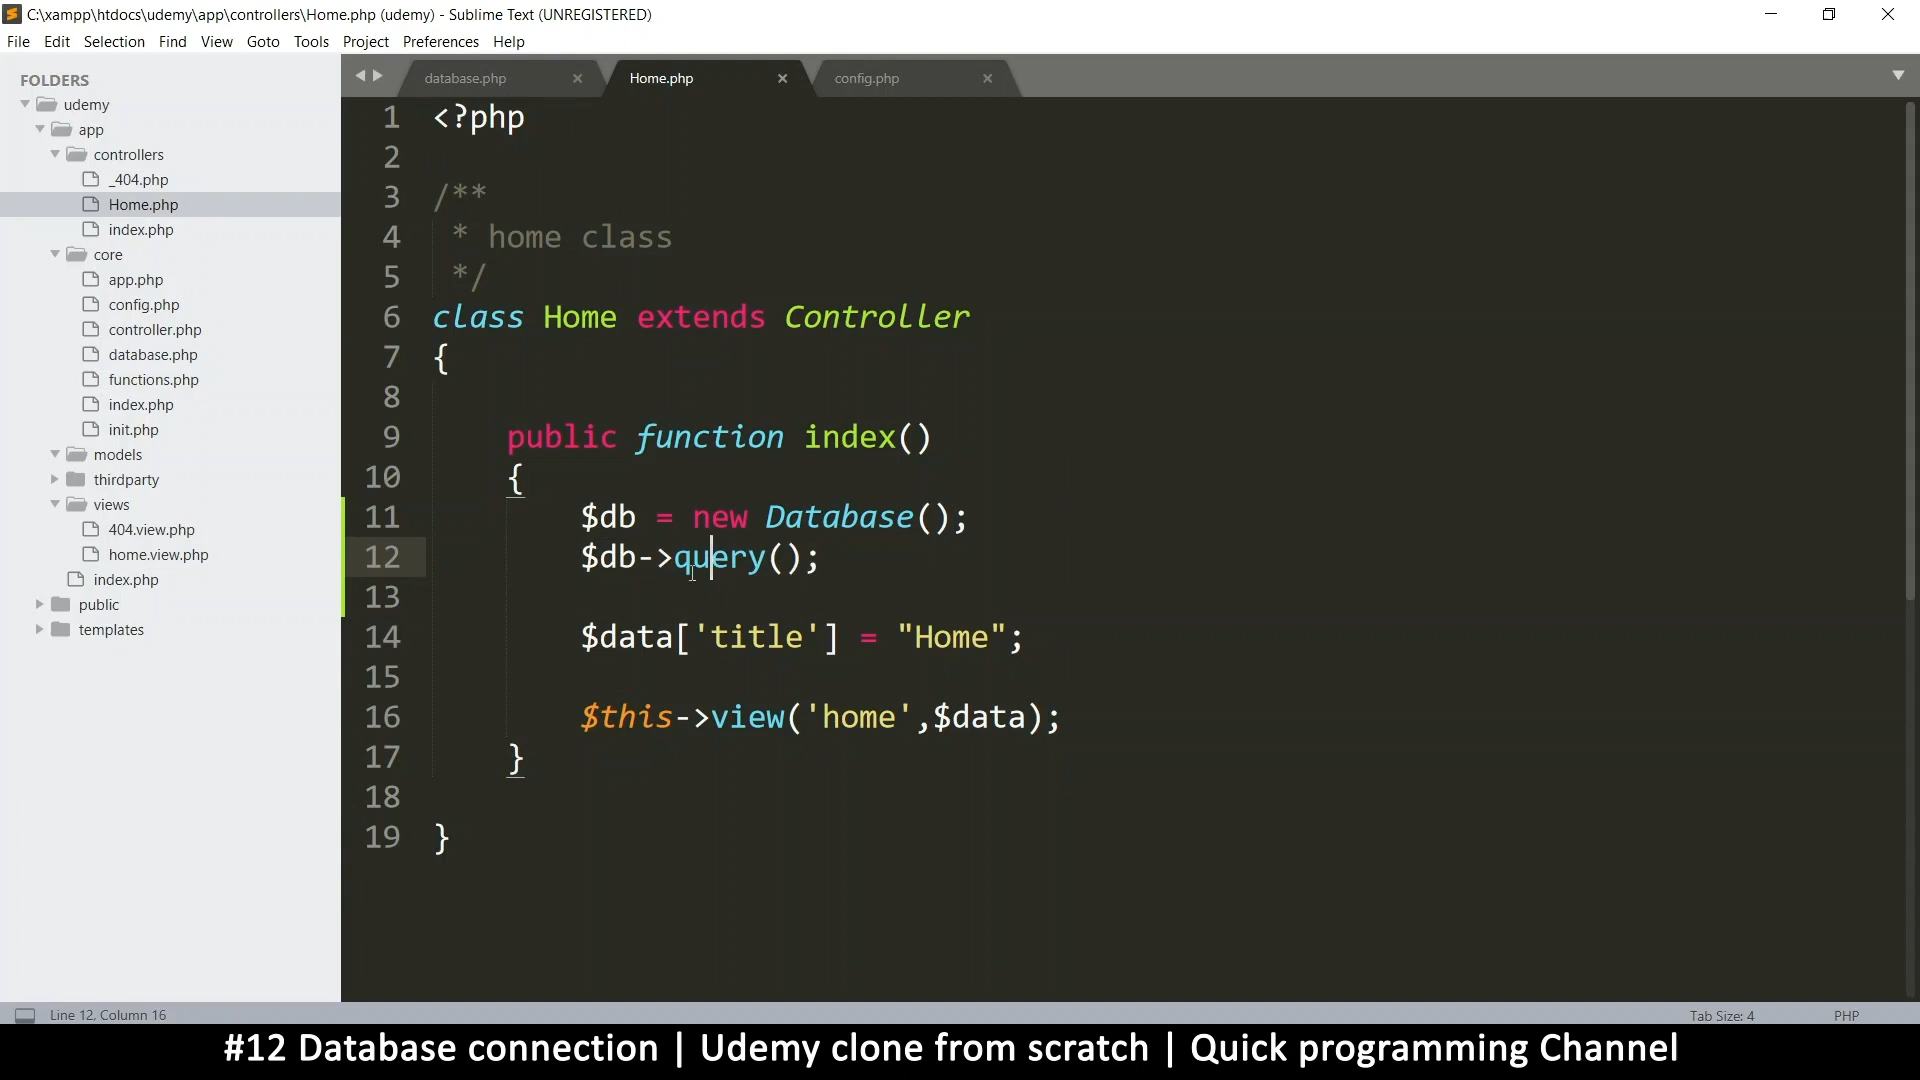 C:\xampp\htdocs\udemy\app\controllers\Home.php (udemy) - Sublime Text (UNREGISTERED)
File Edit Selection Find View Goto Tools Project Preferences Help
FOLDERS
udemy
app
controllers
_404.php
Home.php
index.php
core
app.php
config.php
controller.php
database.php
functions.php
index.php
init.php
models
thirdparty
views
404.view.php
home.view.php
index.php
public
templates
database.php Home.php config.php
1 <?php
2
3 /**
4 * home class
5 */
6 class Home extends Controller
7 {
8
9 public function index()
10 {
11 $db = new Database();
12 $db->query();
13
14 $data['title'] = "Home";
15
16 $this->view('home',$data);
17 }
18
19 }
Line 12, Column 16 Tab Size: 4 PHP
#12 Database connection | Udemy clone from scratch | Quick programming Channel